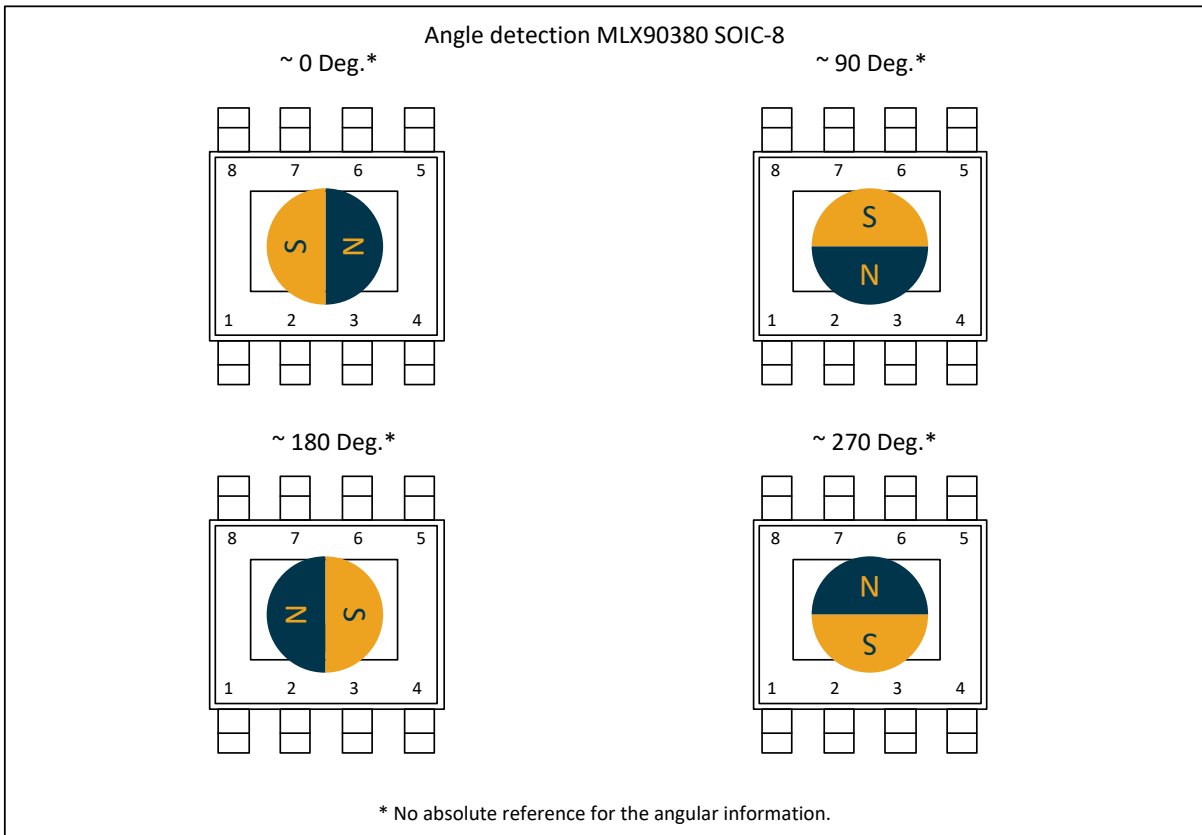 Angle detection MLX90380 SOIC-8
~ 0 Deg.*
~ 90 Deg.*
8 7 6 5
S N
1 2 3 4
8 7 6 5
S
N
1 2 3 4
~ 180 Deg.*
~ 270 Deg.*
8 7 6 5
N S
1 2 3 4
8 7 6 5
N
S
1 2 3 4
* No absolute reference for the angular information.